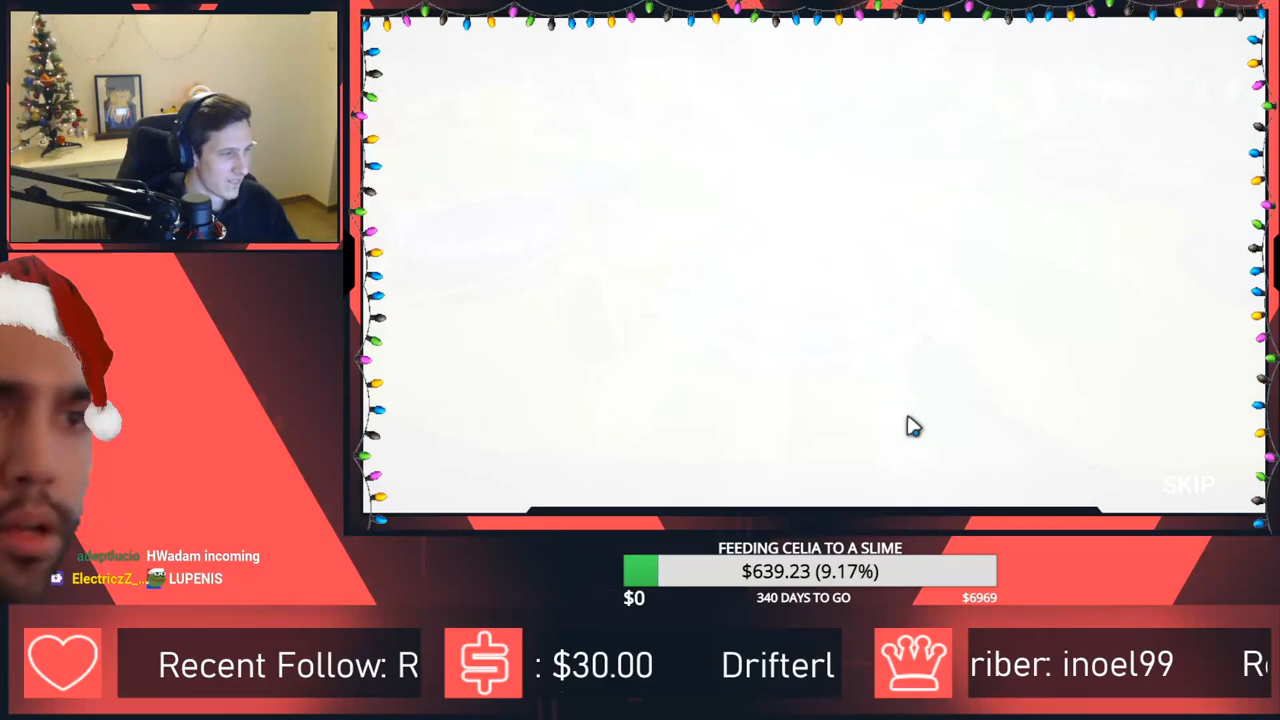 SKIP
adeptlucio HWadam incoming
ElectriczZ_... LUPENIS
FEEDING CELIA TO A SLIME
$639.23 (9.17%)
$0 340 DAYS TO GO $6969
Recent Follow: R
: $30.00 Drifterl
riber: inoel99 R